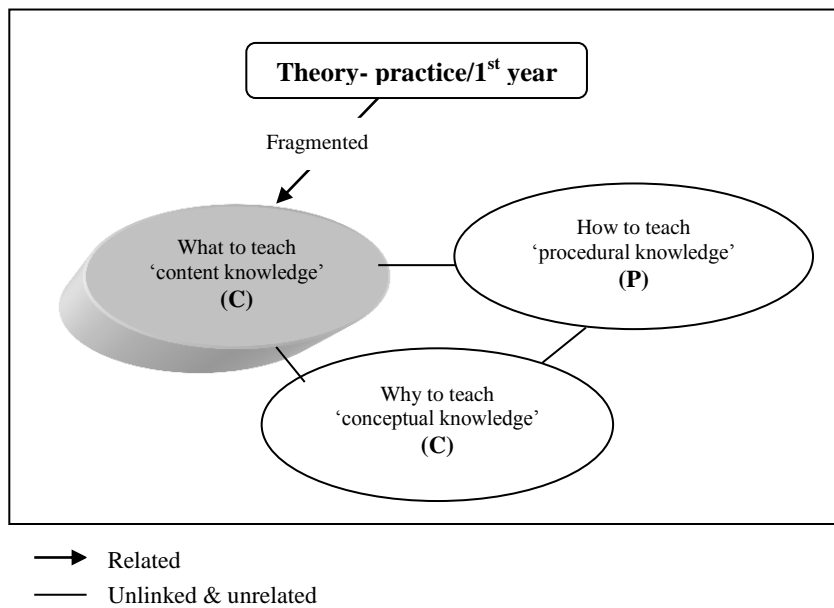 Theory- practice/1st year
Fragmented
What to teach
‘content knowledge’
(C)
How to teach
‘procedural knowledge’
(P)
Why to teach
‘conceptual knowledge’
(C)
Related
Unlinked & unrelated